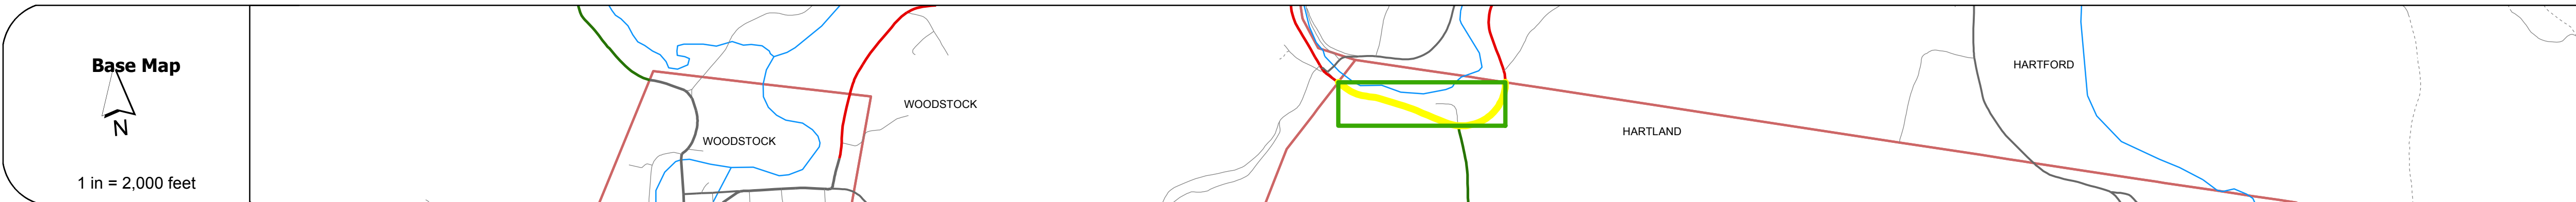 Base Map
N
1 in = 2,000 feet
WOODSTOCK
WOODSTOCK
HARTLAND
HARTFORD